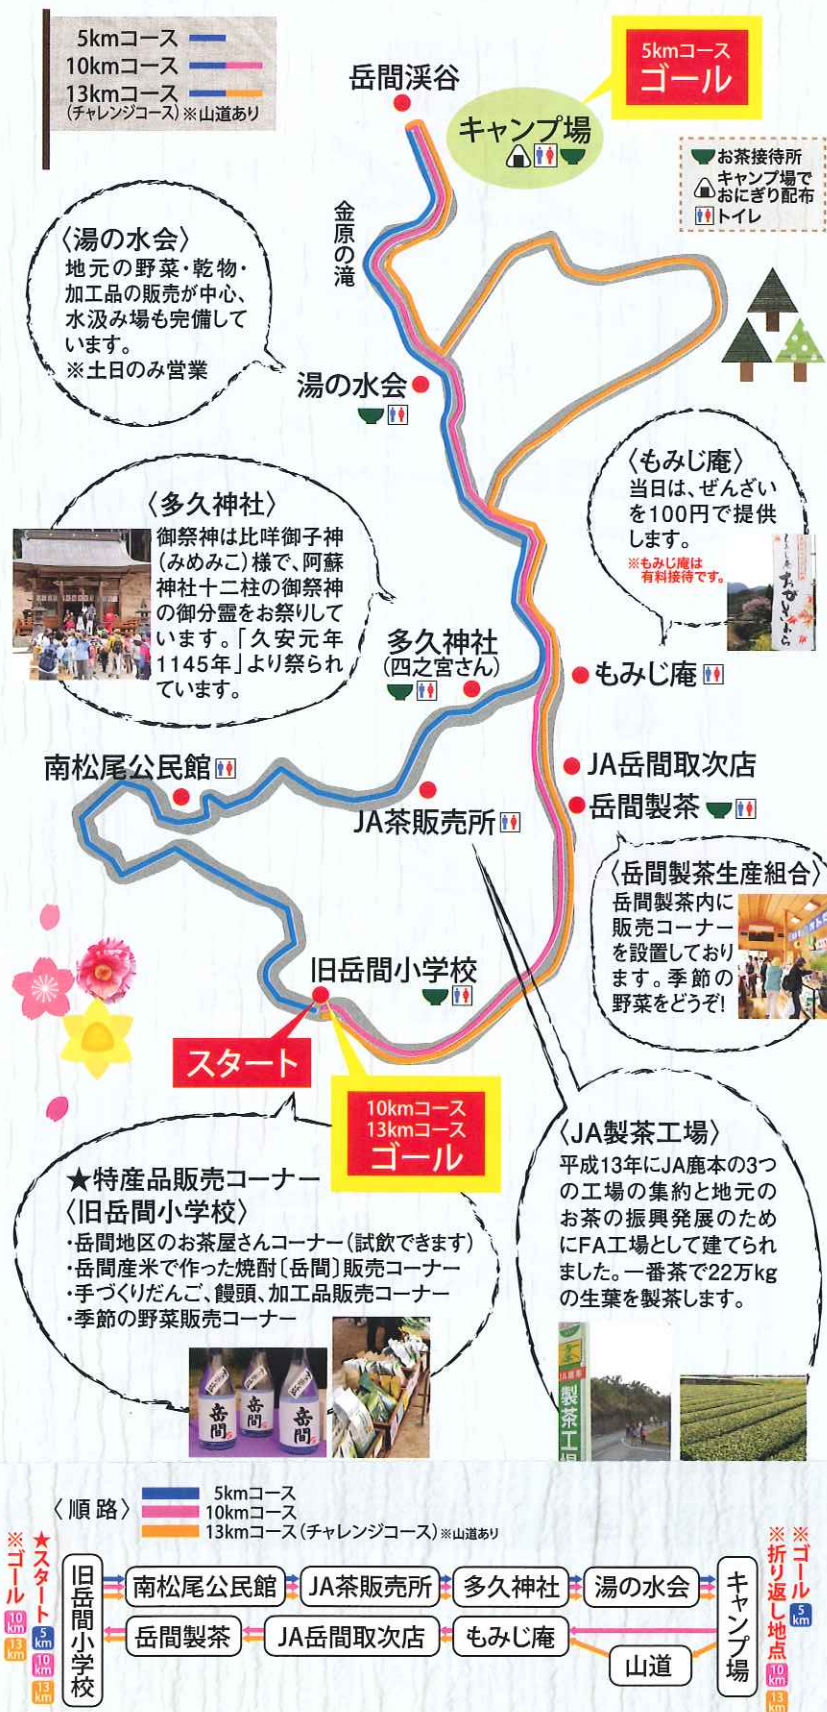 5kmコース
10kmコース
13kmコース
(チャレンジコース)※山道あり
5kmコース
ゴール
岳間渓谷
キャンプ場
お茶接待所
キャンプ場で
おにぎり配布
トイレ
金原の滝
〈湯の水会〉
地元の野菜・乾物・
加工品の販売が中心、
水汲み場も完備して
います。
※土日のみ営業
湯の水会
〈もみじ庵〉
当日は、ぜんざい
を100円で提供
します。
※もみじ庵は
有料接待です。
〈多久神社〉
御祭神は比咩御子神
(みめみこ)様で、阿蘇
神社十二柱の御祭神
の御分霊をお祭りして
います。「久安元年
1145年」より祭られ
ています。
多久神社
(四之宮さん)
もみじ庵
南松尾公民館
JA茶販売所
JA岳間取次店
岳間製茶
〈岳間製茶生産組合〉
岳間製茶内に
販売コーナー
を設置しており
ます。季節の
野菜をどうぞ!
旧岳間小学校
スタート
10kmコース
13kmコース
ゴール
★特産品販売コーナー
〈旧岳間小学校〉
・岳間地区のお茶屋さんコーナー(試飲できます)
・岳間産米で作った焼酎〔岳間〕販売コーナー
・手づくりだんご、饅頭、加工品販売コーナー
・季節の野菜販売コーナー
岳間
岳間
岳間
〈JA製茶工場〉
平成13年にJA鹿本の3つ
の工場の集約と地元の
お茶の振興発展のため
にFA工場として建てられ
ました。一番茶で22万kg
の生葉を製茶します。
JA鹿本
製茶工場
〈順路〉
5kmコース
10kmコース
13kmコース(チャレンジコース)※山道あり
★スタート 5km 10km 13km
※ゴール 10km 13km
旧岳間小学校
南松尾公民館
JA茶販売所
多久神社
湯の水会
キャンプ場
岳間製茶
JA岳間取次店
もみじ庵
山道
※ゴール 5km
※折り返し地点 10km 13km